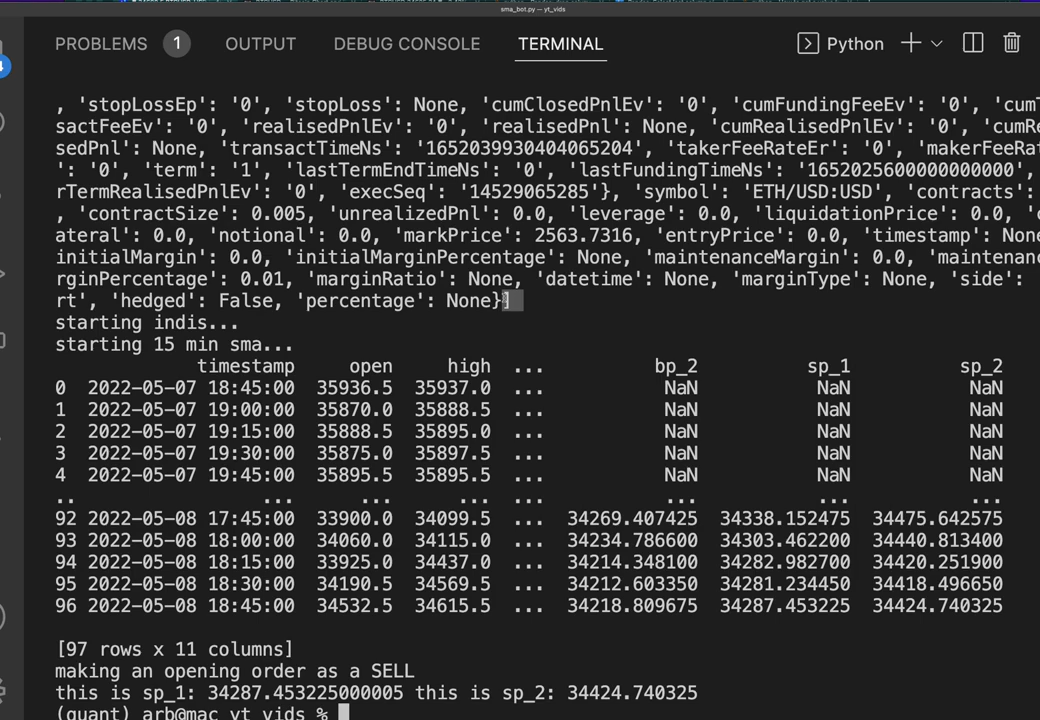 sma_bot.py — yt_vids
PROBLEMS 1 OUTPUT DEBUG CONSOLE TERMINAL Python
, 'stopLossEp': '0', 'stopLoss': None, 'cumClosedPnlEv': '0', 'cumFundingFeeEv': '0', 'cumT
sactFeeEv': '0', 'realisedPnlEv': '0', 'realisedPnl': None, 'cumRealisedPnlEv': '0', 'cumRe
sedPnl': None, 'transactTimeNs': '1652039930404065204', 'takerFeeRateEr': '0', 'makerFeeRat
': '0', 'term': '1', 'lastTermEndTimeNs': '0', 'lastFundingTimeNs': '1652025600000000000',
rTermRealisedPnlEv': '0', 'execSeq': '14529065285'}, 'symbol': 'ETH/USD:USD', 'contracts':
, 'contractSize': 0.005, 'unrealizedPnl': 0.0, 'leverage': 0.0, 'liquidationPrice': 0.0, 'c
ateral': 0.0, 'notional': 0.0, 'markPrice': 2563.7316, 'entryPrice': 0.0, 'timestamp': None
initialMargin': 0.0, 'initialMarginPercentage': None, 'maintenanceMargin': 0.0, 'maintenanc
rginPercentage': 0.01, 'marginRatio': None, 'datetime': None, 'marginType': None, 'side':
rt', 'hedged': False, 'percentage': None}]
starting indis...
starting 15 min sma...
timestamp open high ... bp_2 sp_1 sp_2
0 2022-05-07 18:45:00 35936.5 35937.0 ... NaN NaN NaN
1 2022-05-07 19:00:00 35870.0 35888.5 ... NaN NaN NaN
2 2022-05-07 19:15:00 35888.5 35895.0 ... NaN NaN NaN
3 2022-05-07 19:30:00 35875.0 35897.5 ... NaN NaN NaN
4 2022-05-07 19:45:00 35895.5 35895.5 ... NaN NaN NaN
.. ... ... ... ... ... ... ...
92 2022-05-08 17:45:00 33900.0 34099.5 ... 34269.407425 34338.152475 34475.642575
93 2022-05-08 18:00:00 34060.0 34115.0 ... 34234.786600 34303.462200 34440.813400
94 2022-05-08 18:15:00 33925.0 34437.0 ... 34214.348100 34282.982700 34420.251900
95 2022-05-08 18:30:00 34190.5 34569.5 ... 34212.603350 34281.234450 34418.496650
96 2022-05-08 18:45:00 34532.5 34615.5 ... 34218.809675 34287.453225 34424.740325
[97 rows x 11 columns]
making an opening order as a SELL
this is sp_1: 34287.453225000005 this is sp_2: 34424.740325
(quant) arb@mac yt_vids %